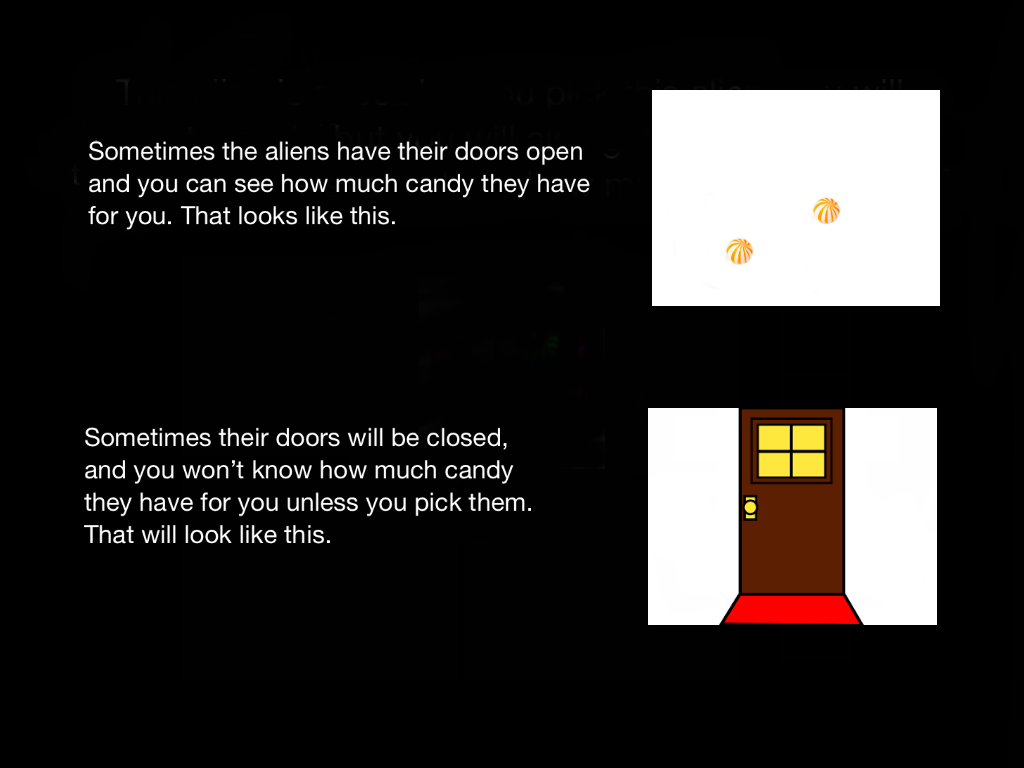 Sometimes the aliens have their doors open
and you can see how much candy they have
for you. That looks like this.
Sometimes their doors will be closed,
and you won’t know how much candy
they have for you unless you pick them.
That will look like this.